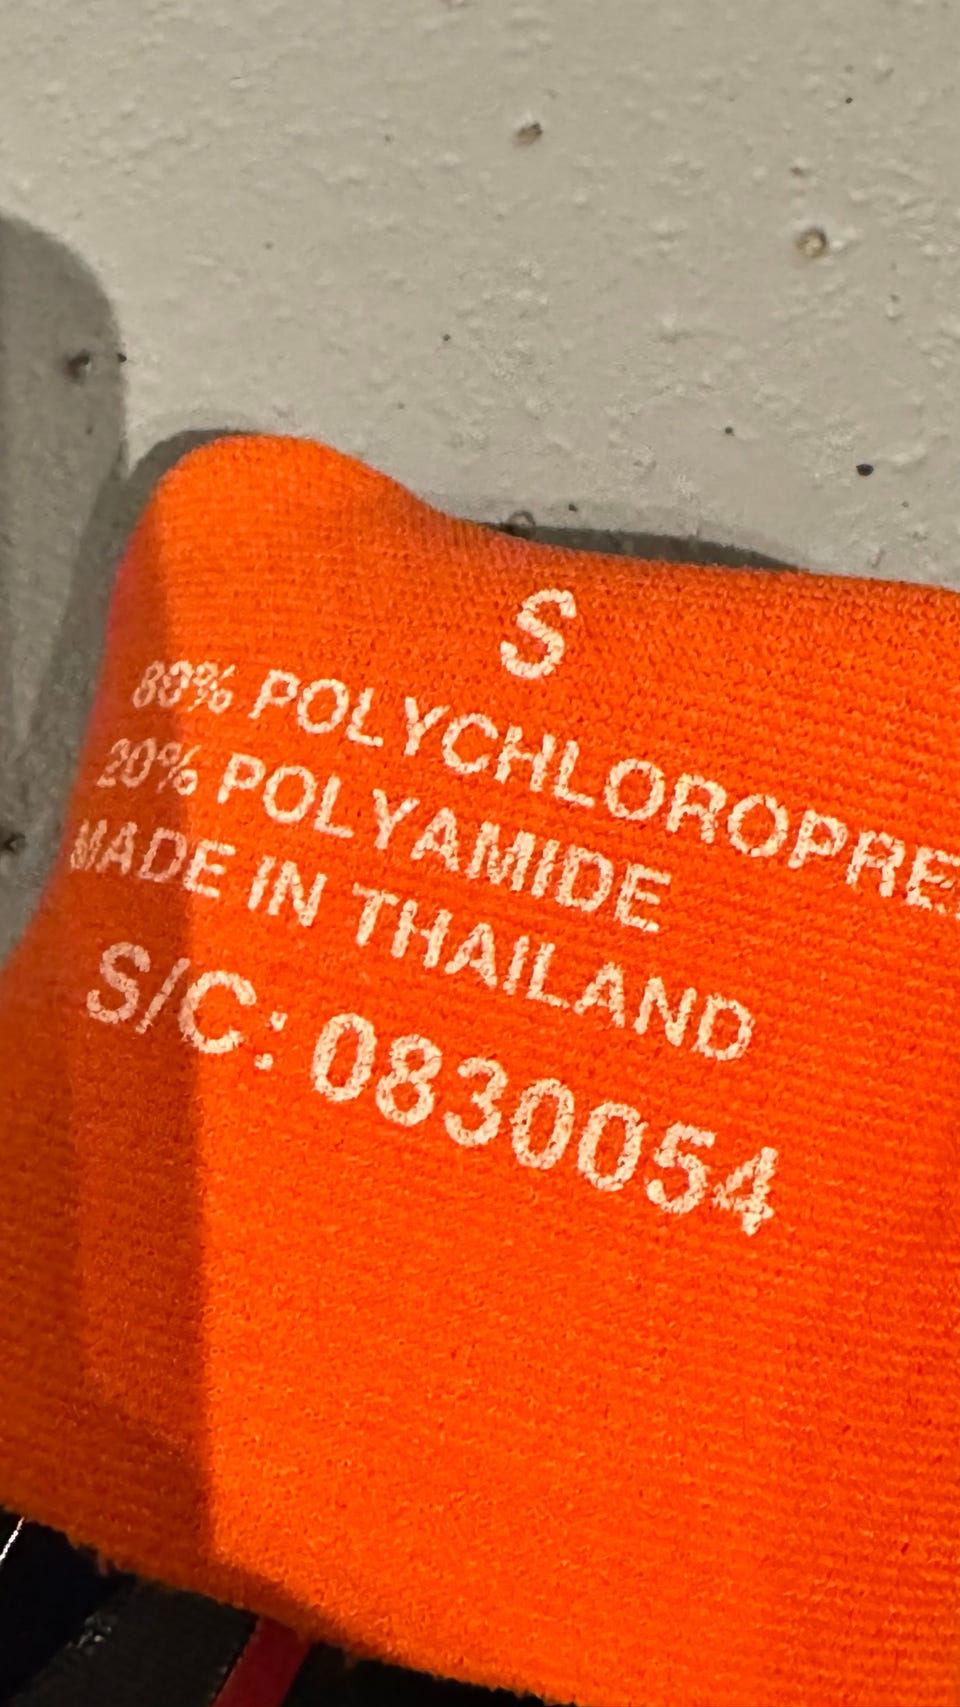 S
80% POLYCHLOROPRE
20% POLYAMIDE
MADE IN THAILAND
S/C: 0830054